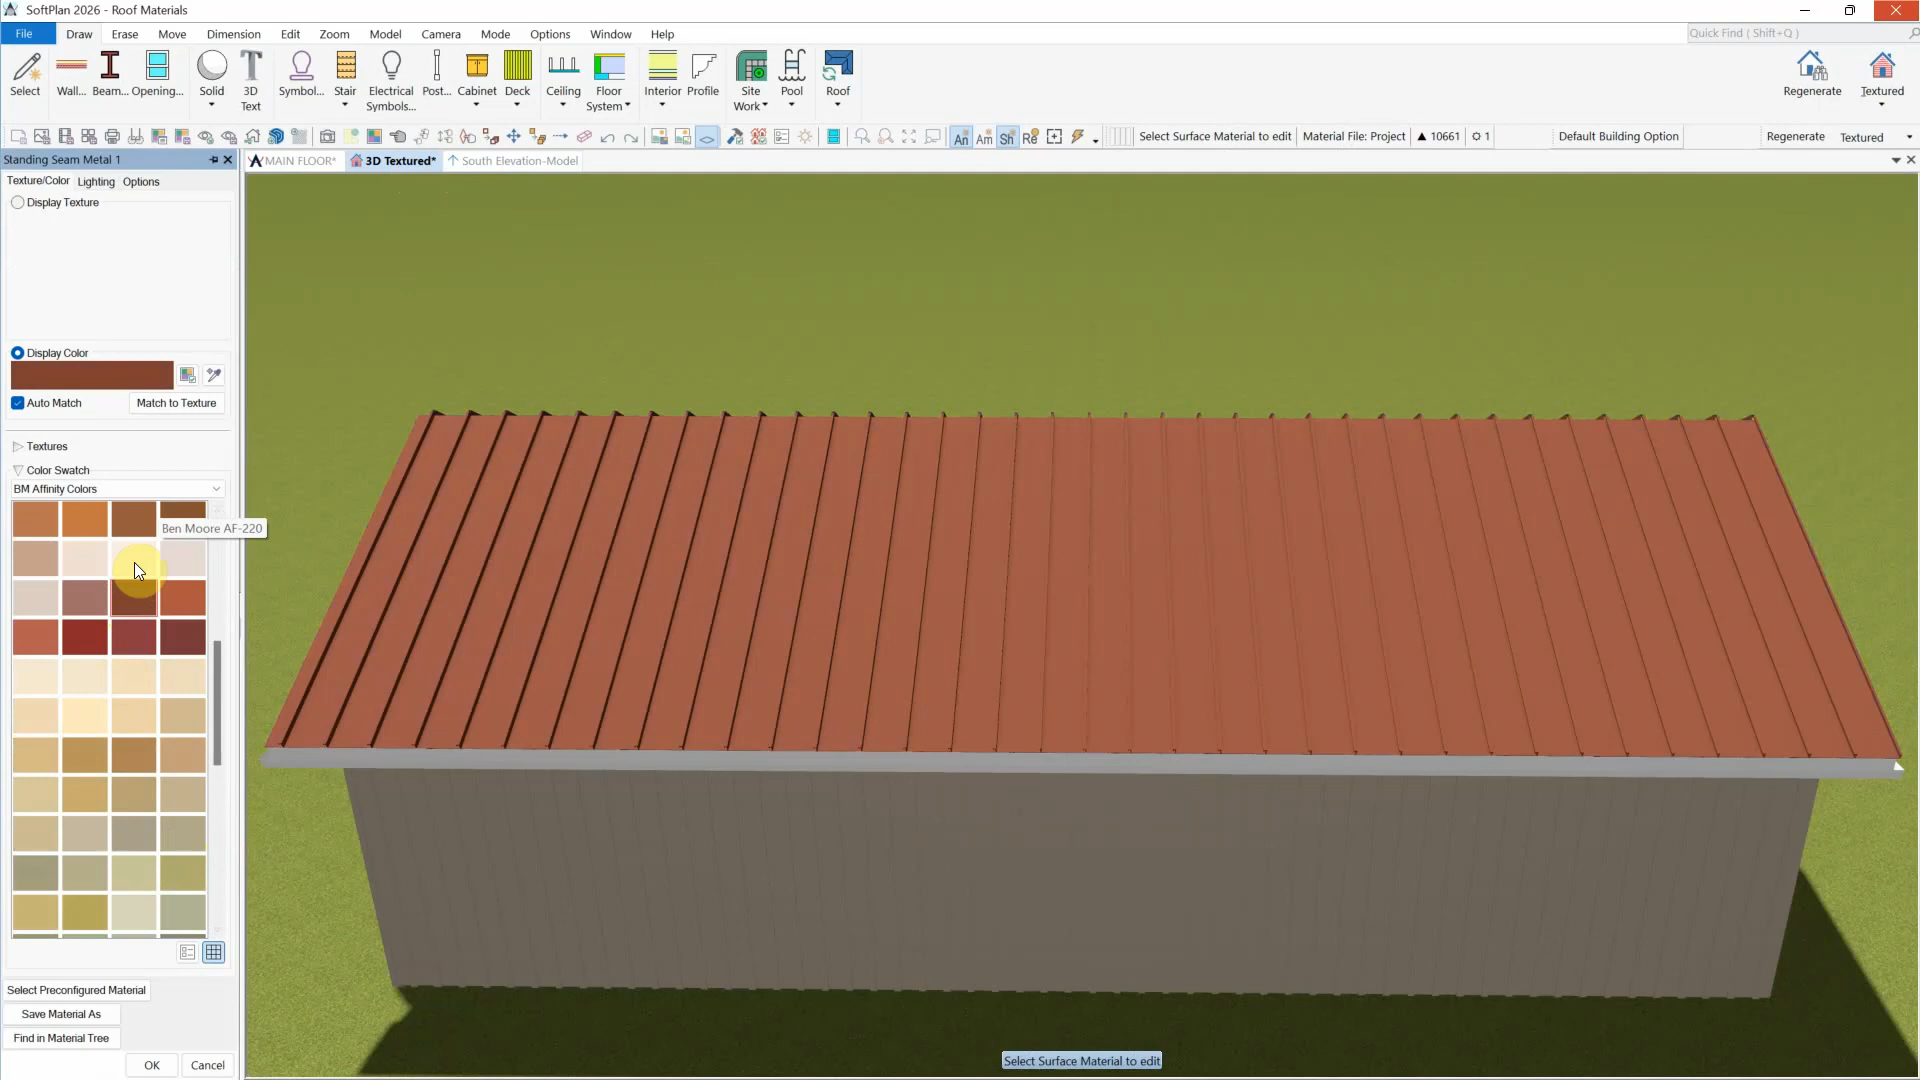 SoftPlan 2026 - Roof Materials
File Draw Erase Move Dimension Edit Zoom Model Camera Mode Options Window Help
Quick Find ( Shift+Q )
Select Wall... Beam... Opening... Solid 3D Text Symbol... Stair Electrical Symbols... Post... Cabinet Deck Ceiling Floor System Interior Profile Site Work Pool Roof Regenerate Textured
An Am Sh Re Select Surface Material to edit Material File: Project 10661 1 Default Building Option Regenerate Textured
Standing Seam Metal 1
MAIN FLOOR* 3D Textured* South Elevation-Model
Texture/Color Lighting Options
Display Texture
Display Color
Auto Match Match to Texture
Textures
Color Swatch
BM Affinity Colors
Ben Moore AF-220
Select Preconfigured Material
Save Material As
Find in Material Tree
OK Cancel
Select Surface Material to edit